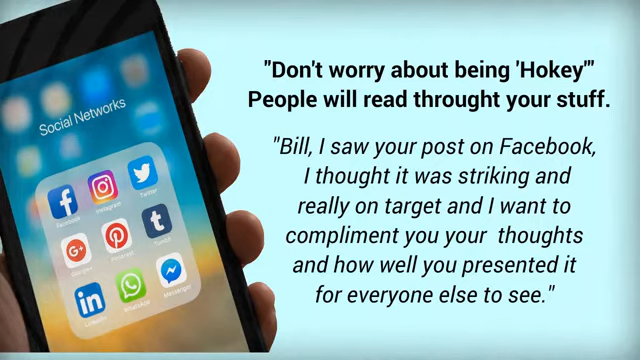 "Don't worry about being 'Hokey'"
People will read throught your stuff.
"Bill, I saw your post on Facebook,
I thought it was striking and
really on target and I want to
compliment you your thoughts
and how well you presented it
for everyone else to see."
Social Networks
Facebook
Instagram
Twitter
Google+
Pinterest
Tumblr
LinkedIn
WhatsApp
Messenger